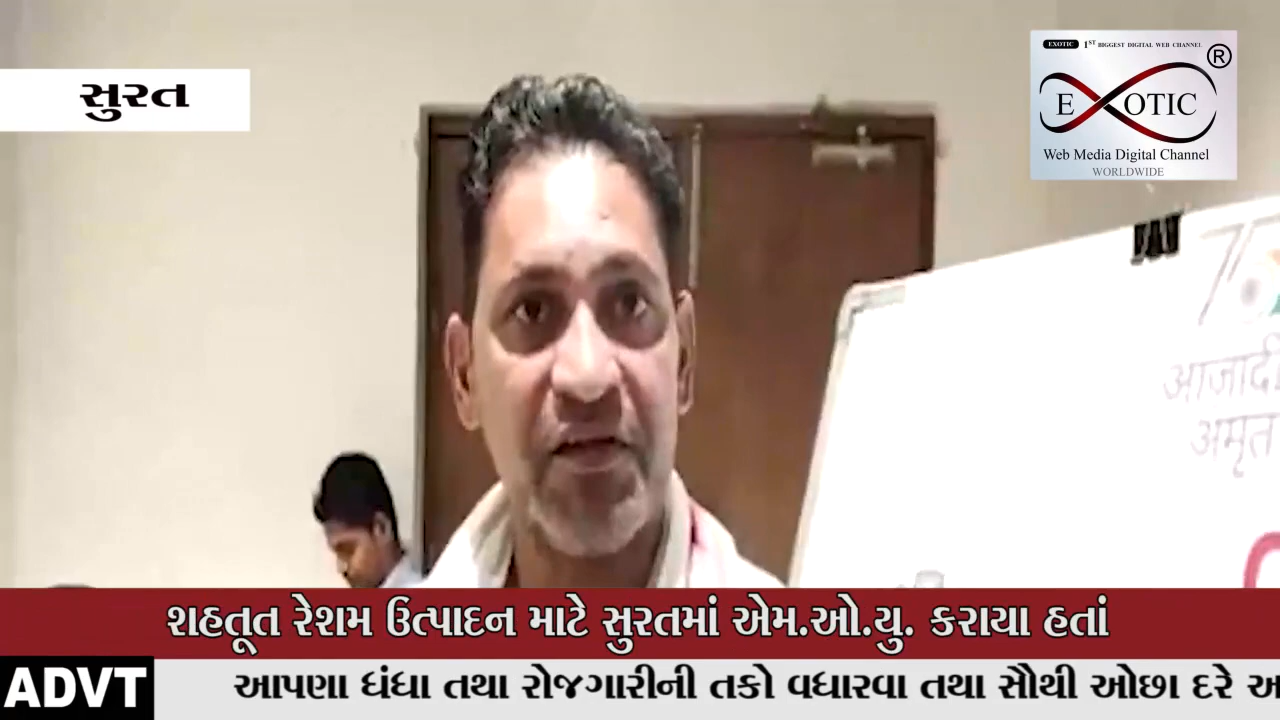 સુરત
EXOTIC 1ST BIGGEST DIGITAL WEB CHANNEL
®
EXOTIC
Web Media Digital Channel
WORLDWIDE
7
आजादी
अमृत
શહતૂત રેશમ ઉત્પાદન માટે સુરતમાં એમ.ઓ.યુ. કરાયા હતાં
ADVT આપણા ધંધા તથા રોજગારીની તકો વધારવા તથા સૌથી ઓછા દરે અ